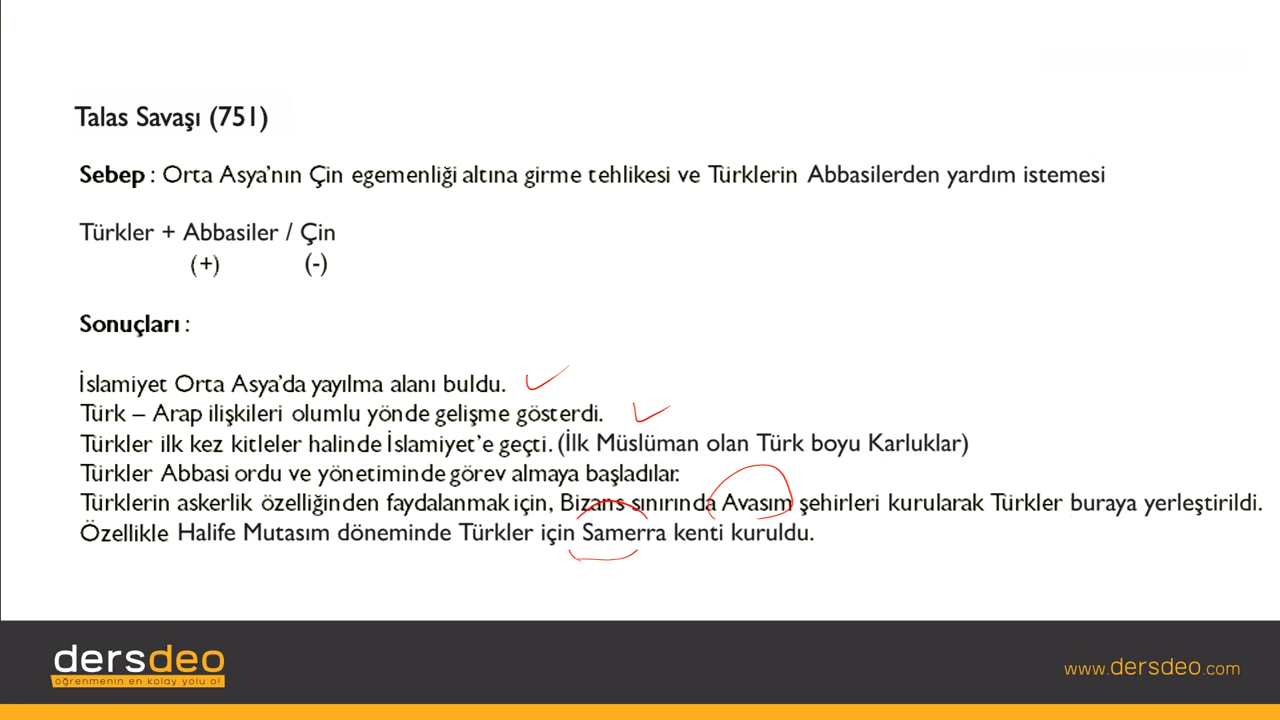 Talas Savaşı (751)
Sebep : Orta Asya’nın Çin egemenliği altına girme tehlikesi ve Türklerin Abbasilerden yardım istemesi
Türkler + Abbasiler / Çin
(+) (-)
Sonuçları :
İslamiyet Orta Asya’da yayılma alanı buldu.
Türk – Arap ilişkileri olumlu yönde gelişme gösterdi.
Türkler ilk kez kitleler halinde İslamiyet’e geçti. (İlk Müslüman olan Türk boyu Karluklar)
Türkler Abbasi ordu ve yönetiminde görev almaya başladılar.
Türklerin askerlik özelliğinden faydalanmak için, Bizans sınırında Avasım şehirleri kurularak Türkler buraya yerleştirildi.
Özellikle Halife Mutasım döneminde Türkler için Samerra kenti kuruldu.
dersdeo
öğrenmenin en kolay yolu o!
www.dersdeo.com